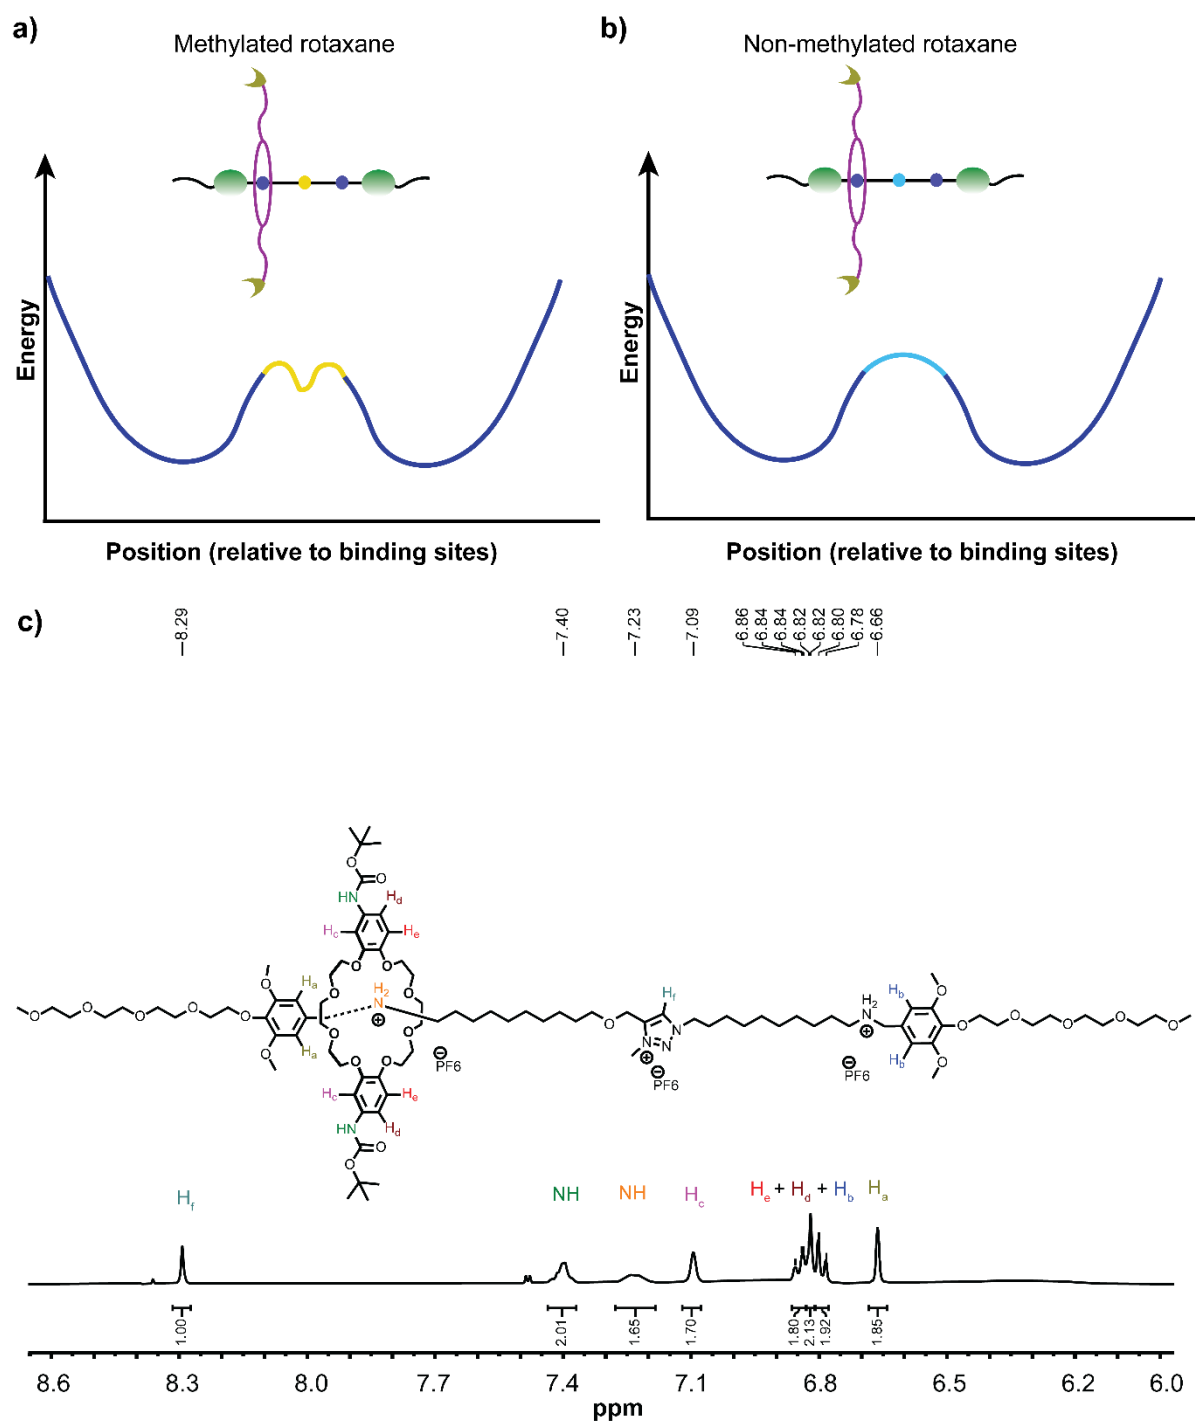 a)
Methylated rotaxane
Energy
Position (relative to binding sites)
b)
Non-methylated rotaxane
Energy
Position (relative to binding sites)
c)
8.29
7.40
7.23
7.09
6.86
6.84
6.84
6.82
6.82
6.80
6.78
6.66
O
O
HN
Hd
Hc
He
O
O
O
O
O
O
Ha
O
O
H2
N
⊕
Hf
O
H2
N
⊕
Hb
O
O
O
O
O
O
O
O
O
O
O
O
O
Ha
O
O
O
O
⊖
PF6
N
N
N
⊕
⊖
PF6
⊖
PF6
Hb
O
Hc
He
HN
Hd
O
O
Hf
NH
NH
Hc
He + Hd + Hb
Ha
1.00
2.01
1.65
1.70
1.80
2.13
1.92
1.85
8.6 8.3 8.0 7.7 7.4 7.1 6.8 6.5 6.2 6.0
ppm